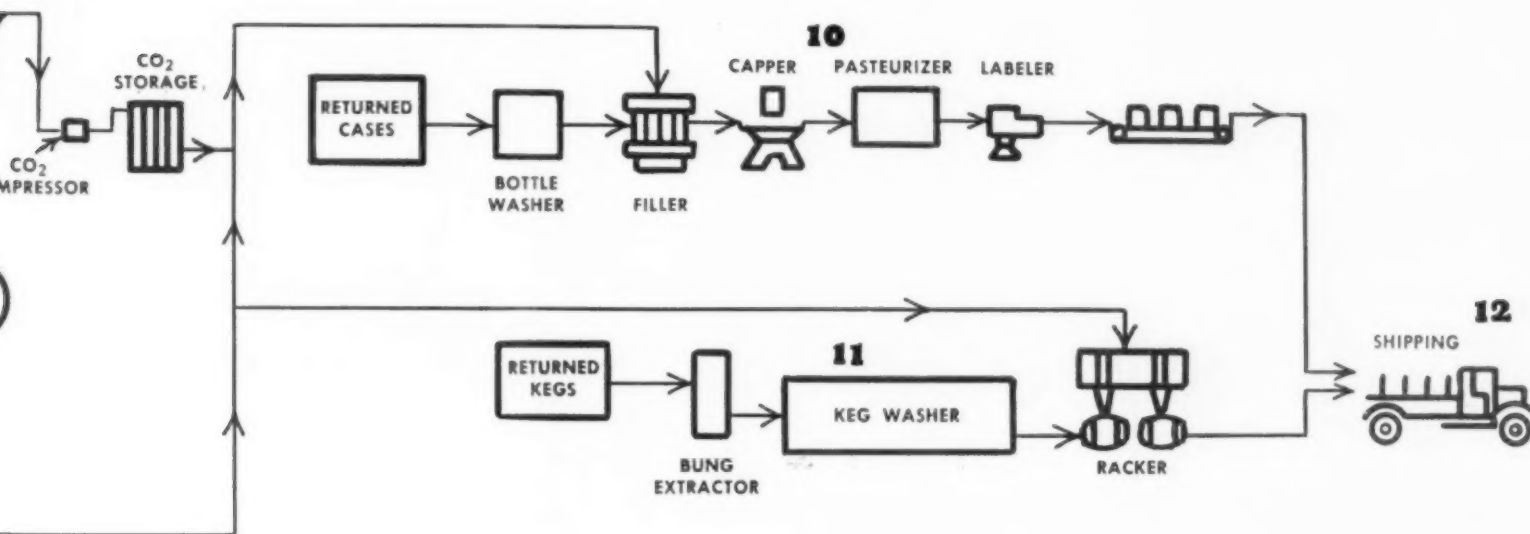 10
CO2
STORAGE
CAPPER
PASTEURIZER
LABELER
RETURNED
CASES
CO2
MPRESSOR
BOTTLE
WASHER
FILLER
12
SHIPPING
11
RETURNED
KEGS
KEG WASHER
BUNG
EXTRACTOR
RACKER